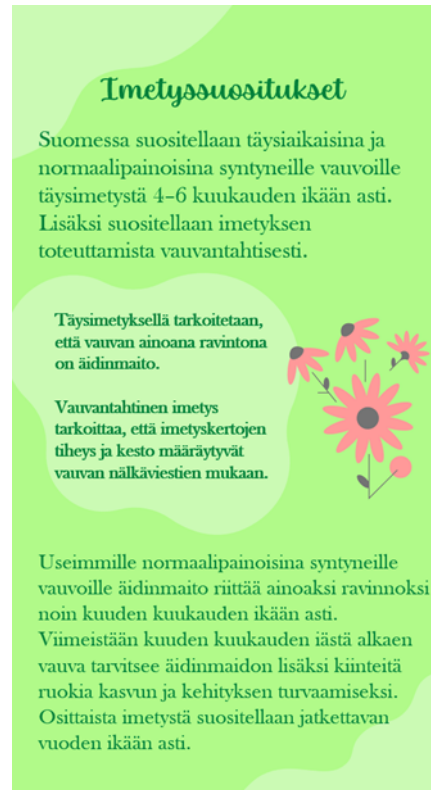 Imetyssuositukset
Suomessa suositellaan täysiaikaisina ja
normaalipainoisina syntyneille vauvoille
täysimetystä 4–6 kuukauden ikään asti.
Lisäksi suositellaan imetyksen
toteuttamista vauvantahtisesti.
Täysimetyksellä tarkoitetaan,
että vauvan ainoana ravintona
on äidinmaito.
Vauvantahtinen imetys
tarkoittaa, että imetyskertojen
tiheys ja kesto määräytyvät
vauvan nälkäviestien mukaan.
Useimmille normaalipainoisina syntyneille
vauvoille äidinmaito riittää ainoaksi ravinnoksi
noin kuuden kuukauden ikään asti.
Viimeistään kuuden kuukauden iästä alkaen
vauva tarvitsee äidinmaidon lisäksi kiinteitä
ruokia kasvun ja kehityksen turvaamiseksi.
Osittaista imetystä suositellaan jatkettavan
vuoden ikään asti.